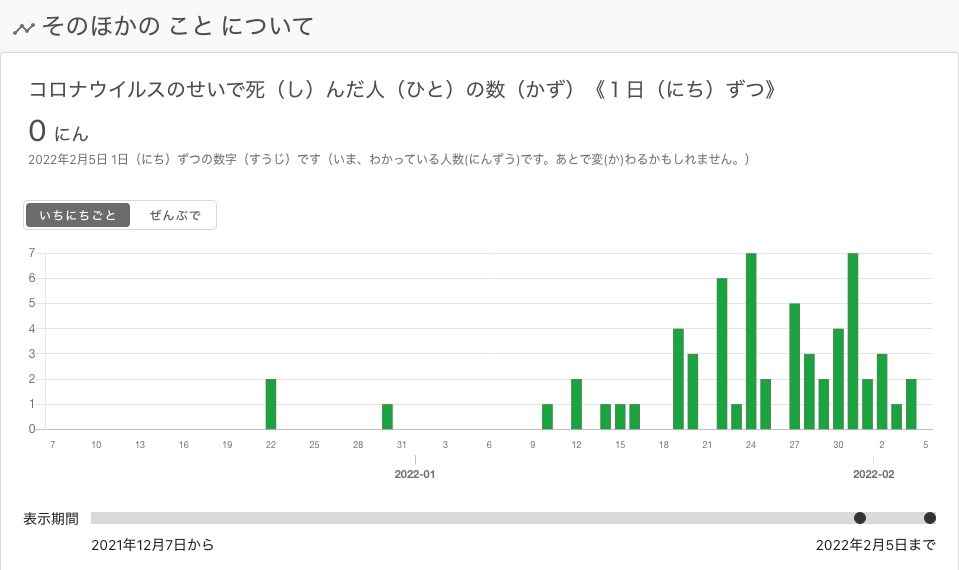 そのほかの こと について
コロナウイルスのせいで死（し）んだ人（ひと）の数（かず）《１日（にち）ずつ》
0 にん
2022年2月5日 1日（にち）ずつの数字（すうじ）です（いま、わかっている人数(にんずう)です。あとで変(か)わるかもしれません。）
いちにちごと ぜんぶで
7
6
5
4
3
2
1
0
7 10 13 16 19 22 25 28 31 3 6 9 12 15 18 21 24 27 30 2 5
2022-01 2022-02
表示期間
2021年12月7日から 2022年2月5日まで